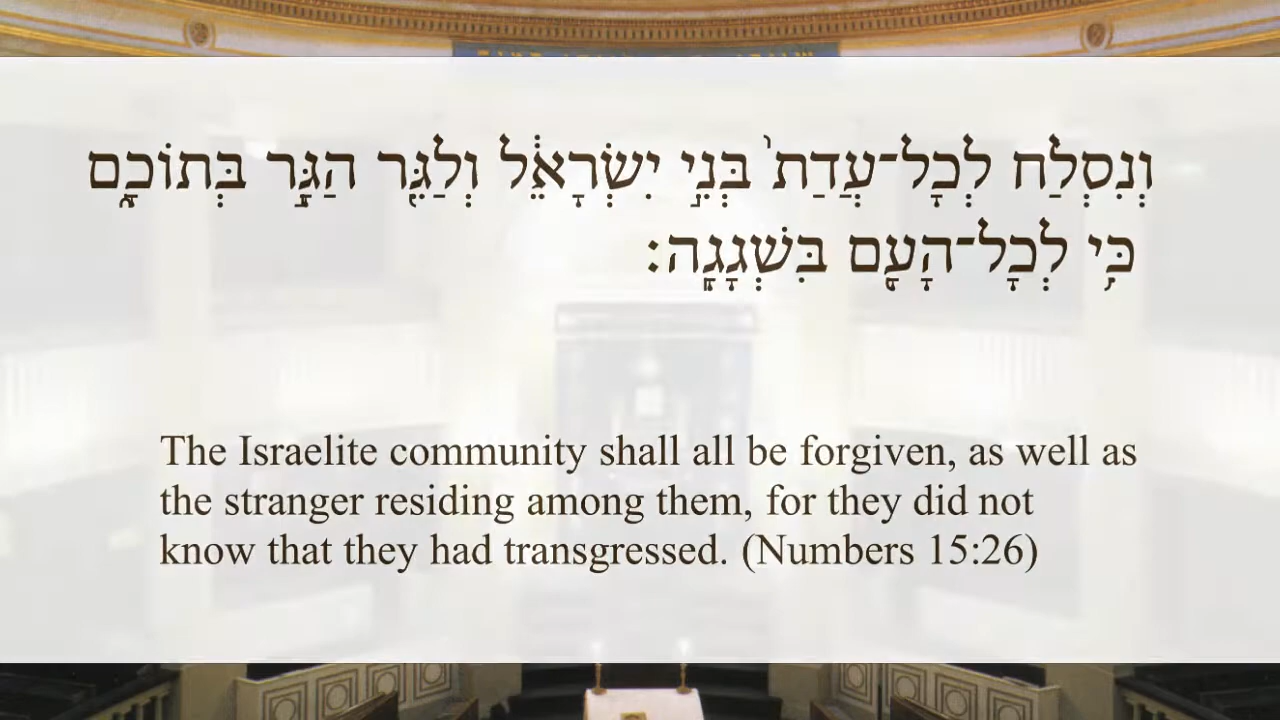 וְנִסְלַ֗ח לְכָל־עֲדַת֙ בְּנֵ֣י יִשְׂרָאֵ֔ל וְלַגֵּ֖ר הַגָּ֣ר בְּתוֹכָ֑ם
כִּ֥י לְכָל־הָעָ֖ם בִּשְׁגָגָֽה׃
The Israelite community shall all be forgiven, as well as
the stranger residing among them, for they did not
know that they had transgressed. (Numbers 15:26)